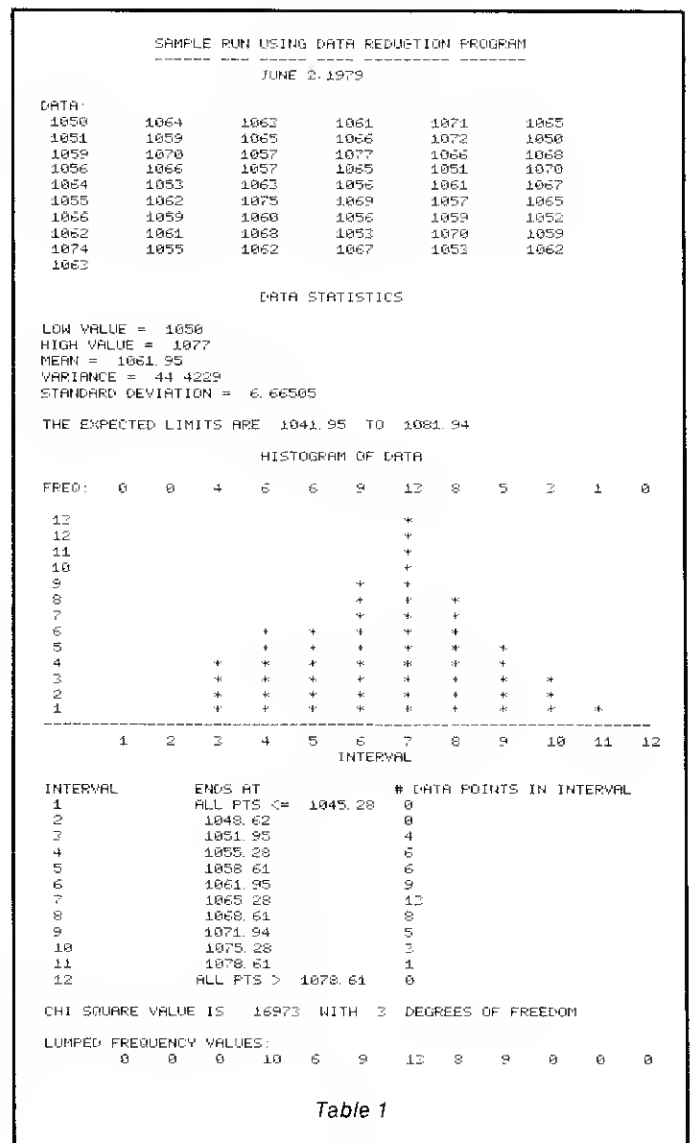 SAMPLE RUN USING DATA REDUCTION PROGRAM
------ --- ----- ---- --------- -------
JUNE 2.1979
DATA:
1050 1064 1063 1061 1071 1065
1051 1059 1065 1066 1072 1050
1059 1070 1057 1077 1066 1068
1056 1066 1057 1065 1051 1070
1064 1053 1063 1056 1061 1067
1055 1062 1075 1069 1057 1065
1066 1059 1060 1056 1059 1052
1062 1061 1068 1053 1070 1059
1074 1055 1062 1067 1053 1062
1063
DATA STATISTICS
LOW VALUE = 1050
HIGH VALUE = 1077
MEAN = 1061.95
VARIANCE = 44.4229
STANDARD DEVIATION = 6.66505
THE EXPECTED LIMITS ARE 1041.95 TO 1081.94
HISTOGRAM OF DATA
FREQ: 0 0 4 6 6 9 13 8 5 3 1 0
13 *
12 *
11 *
10 *
9 * *
8 * * *
7 * * *
6 * * * * *
5 * * * * * *
4 * * * * * * *
3 * * * * * * * *
2 * * * * * * * *
1 * * * * * * * * *
1 2 3 4 5 6 7 8 9 10 11 12
INTERVAL
INTERVAL ENDS AT # DATA POINTS IN INTERVAL
1 ALL PTS <= 1045.28 0
2 1048.62 0
3 1051.95 4
4 1055.28 6
5 1058.61 6
6 1061.95 9
7 1065.28 13
8 1068.61 8
9 1071.94 5
10 1075.28 3
11 1078.61 1
12 ALL PTS > 1078.61 0
CHI SQUARE VALUE IS .16973 WITH 3 DEGREES OF FREEDOM
LUMPED FREQUENCY VALUES:
0 0 0 10 6 9 13 8 9 0 0 0
Table 1